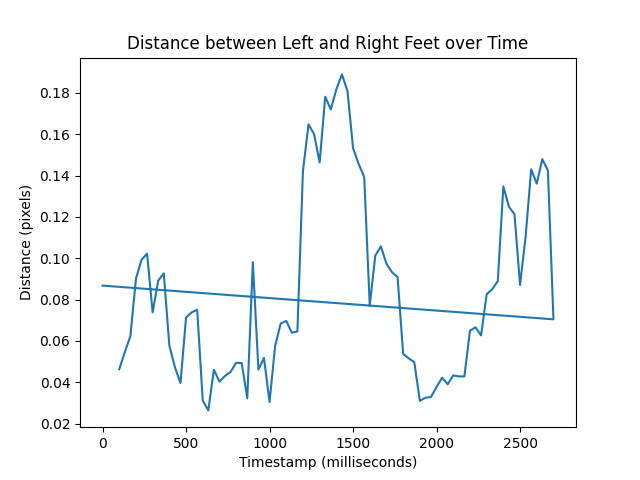 Distance between Left and Right Feet over Time
0.18
0.16
0.14
0.12
0.10
0.08
0.06
0.04
0.02
Distance (pixels)
0 500 1000 1500 2000 2500
Timestamp (milliseconds)